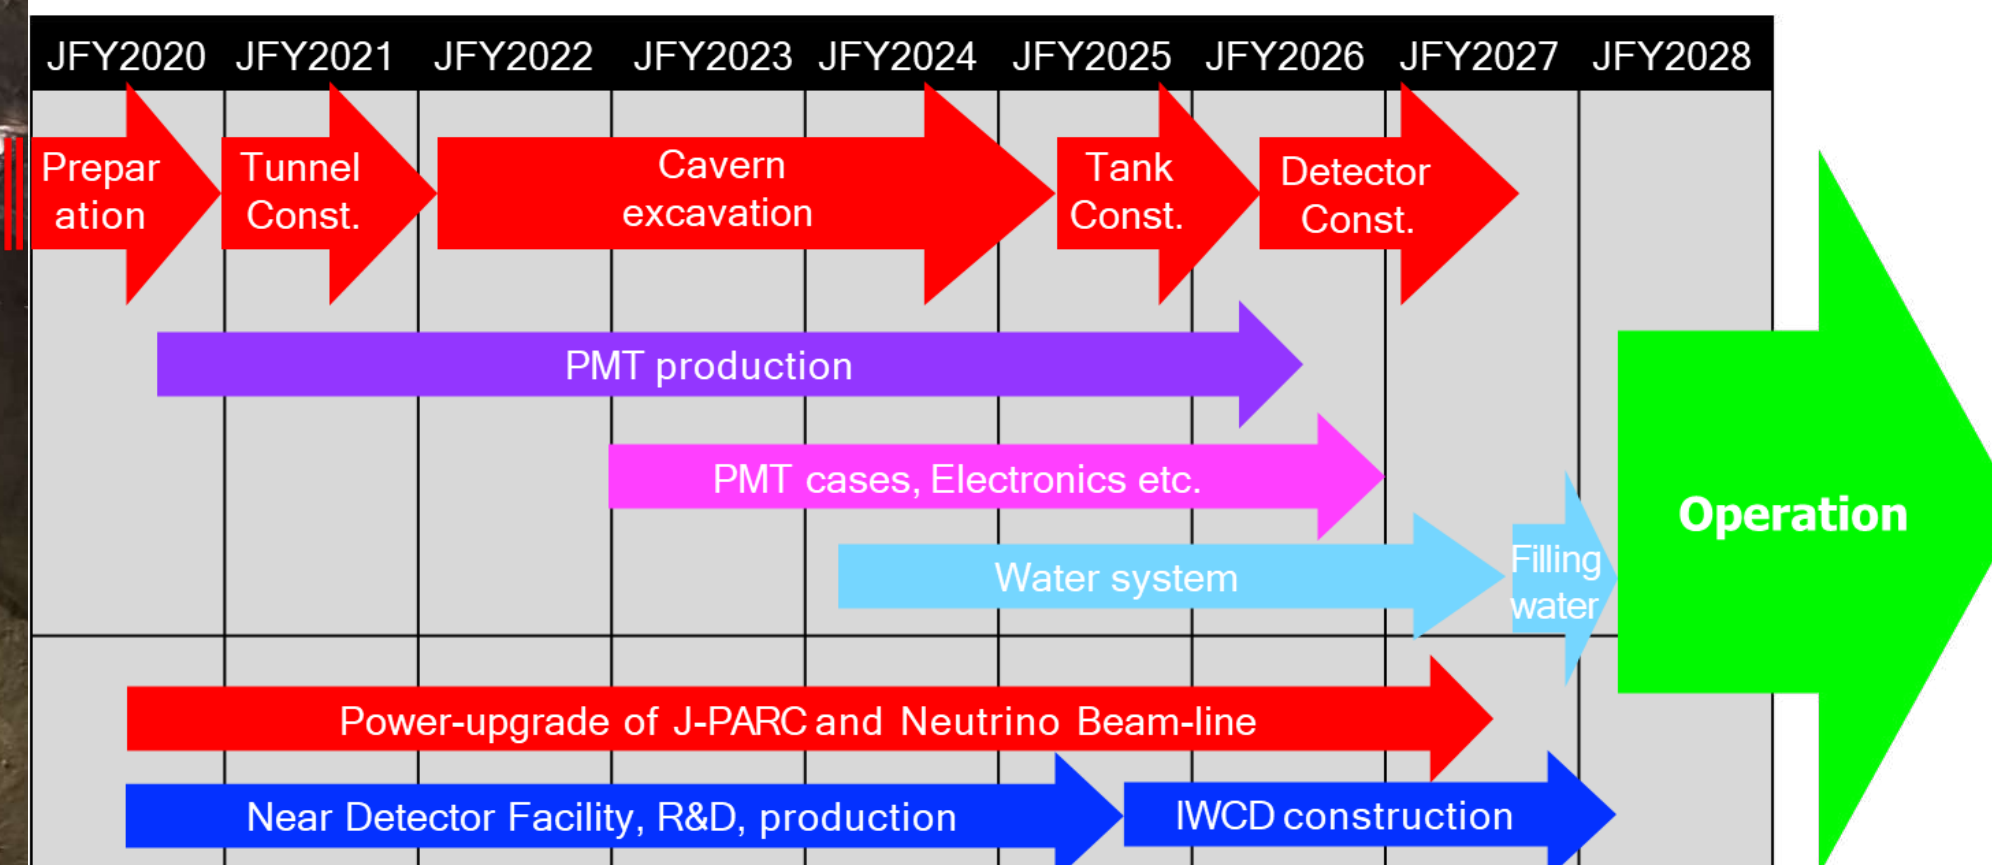 JFY2020 JFY2021 JFY2022 JFY2023 JFY2024 JFY2025 JFY2026 JFY2027 JFY2028
Prepar
ation
Tunnel
Const.
Cavern
excavation
Tank
Const.
Detector
Const.
PMT production
PMT cases, Electronics etc.
Water system
Filling
water
Operation
Power-upgrade of J-PARC and Neutrino Beam-line
Near Detector Facility, R&D, production
IWCD construction